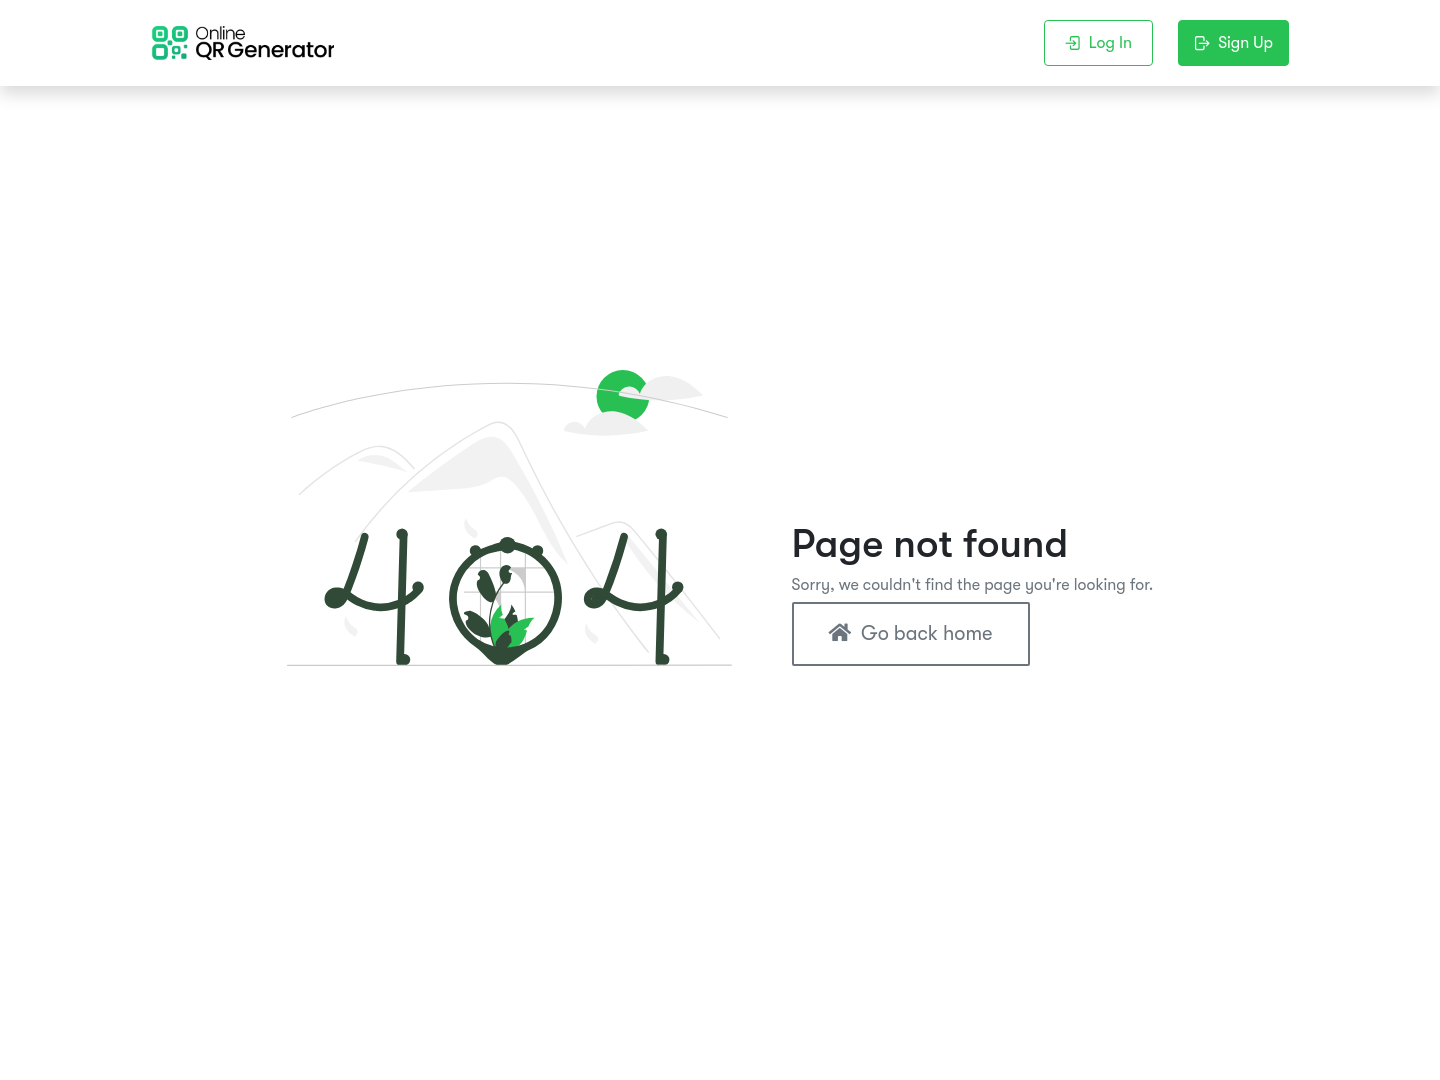 Online
QR Generator
Log In
Sign Up
404
Page not found
Sorry, we couldn't find the page you're looking for.
Go back home